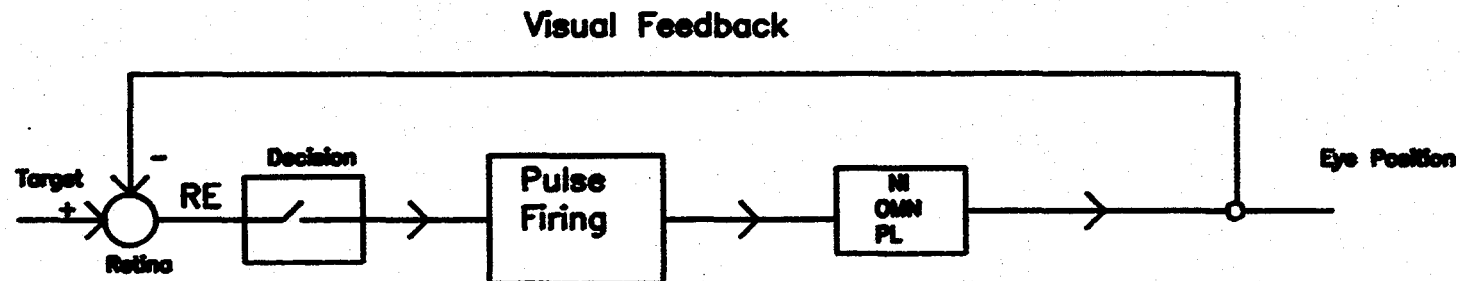 Visual Feedback
Target
+
-
RE
Retina
Decision
Pulse
Firing
NI
OMN
PL
Eye Position